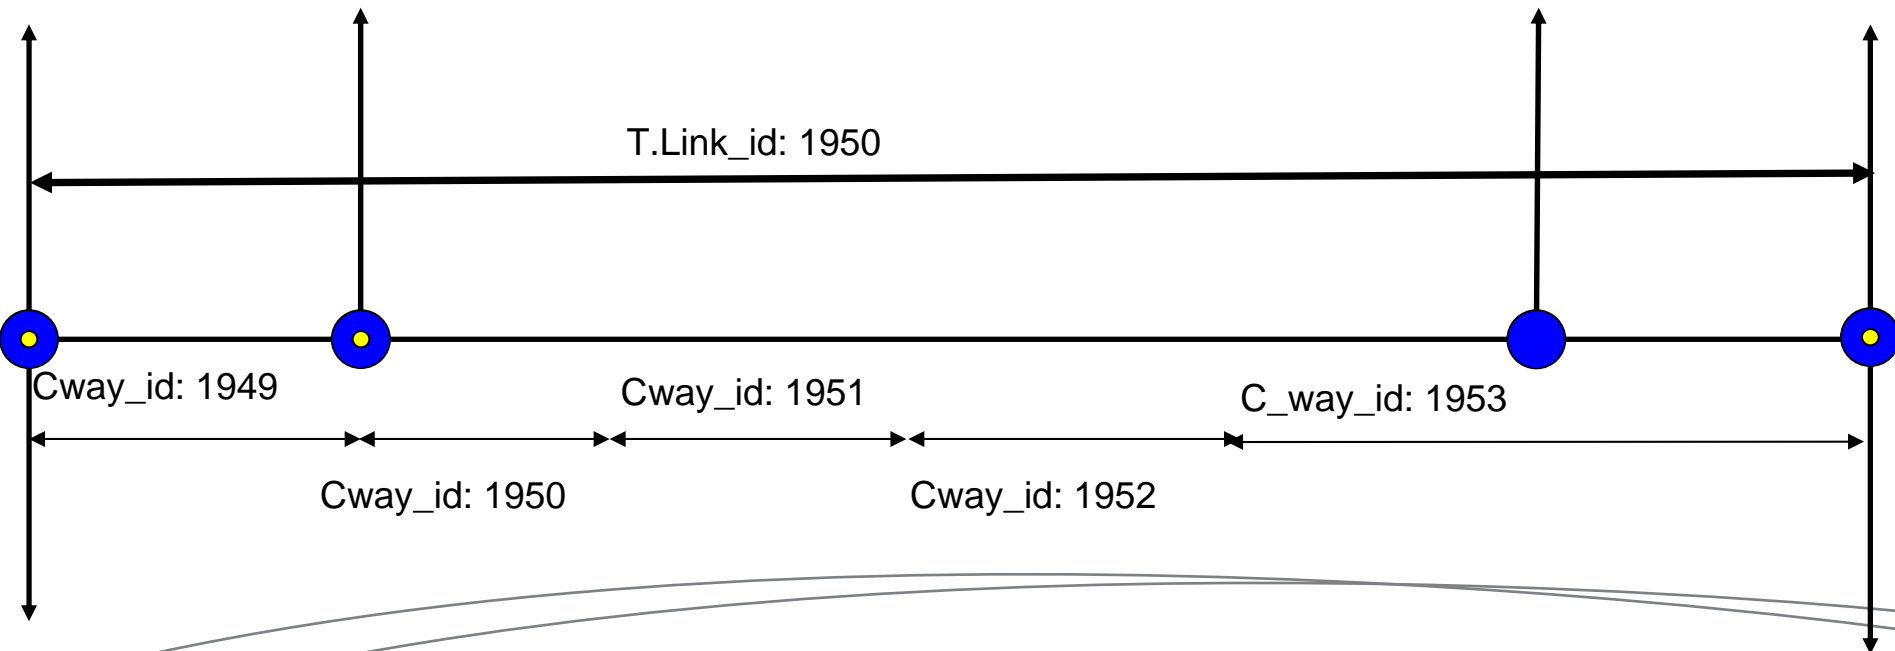 T.Link_id: 1950
Cway_id: 1949
Cway_id: 1951
C_way_id: 1953
Cway_id: 1950
Cway_id: 1952